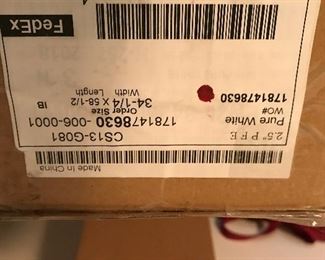 Made in China
2.5" P F E
CS13-G081
Pure White
1781478630 -006-0001
WO#
Order Size
1781478630
34-1/4 X 58-1/2
IB
Width Length
FedEx